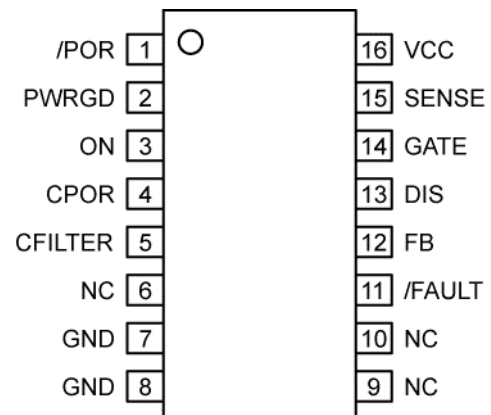 /POR 1 16 VCC
PWRGD 2 15 SENSE
ON 3 14 GATE
CPOR 4 13 DIS
CFILTER 5 12 FB
NC 6 11 /FAULT
GND 7 10 NC
GND 8 9 NC